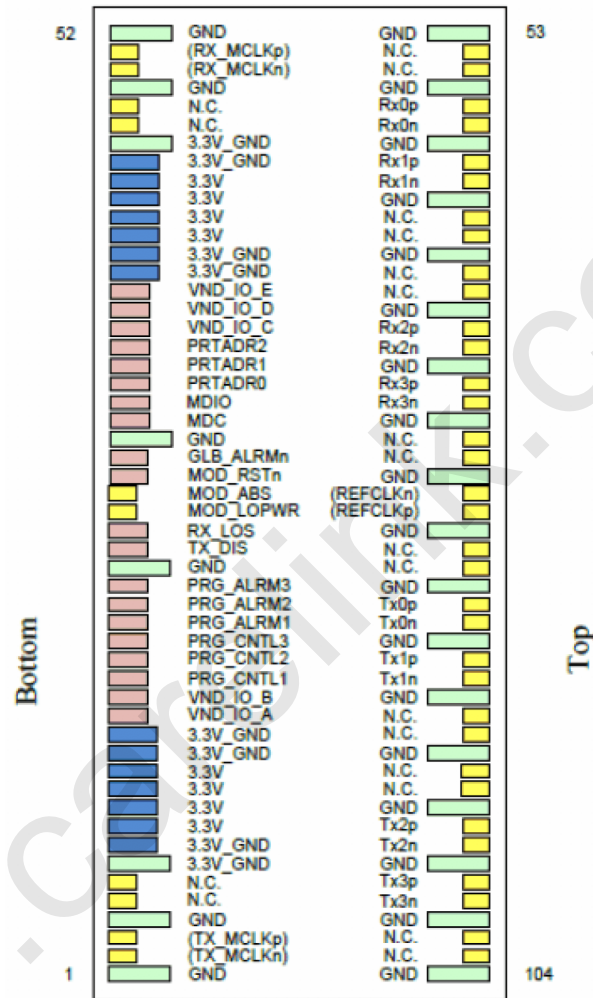 52 GND GND 53
(RX_MCLKp) N.C.
(RX_MCLKn) N.C.
GND GND
N.C. Rx0p
N.C. Rx0n
3.3V_GND GND
3.3V_GND Rx1p
3.3V Rx1n
3.3V GND
3.3V N.C.
3.3V N.C.
3.3V_GND GND
3.3V_GND N.C.
VND_IO_E N.C.
VND_IO_D GND
VND_IO_C Rx2p
PRTADR2 Rx2n
PRTADR1 GND
PRTADR0 Rx3p
MDIO Rx3n
MDC GND
GND N.C.
GLB_ALRMn N.C.
MOD_RSTn GND
MOD_ABS (REFCLKn)
MOD_LOPWR (REFCLKp)
RX_LOS GND
TX_DIS N.C.
GND N.C.
PRG_ALRM3 GND
PRG_ALRM2 Tx0p
PRG_ALRM1 Tx0n
PRG_CNTL3 GND
PRG_CNTL2 Tx1p
PRG_CNTL1 Tx1n
VND_IO_B GND
VND_IO_A N.C.
3.3V_GND N.C.
3.3V_GND GND
3.3V N.C.
3.3V N.C.
3.3V GND
3.3V Tx2p
3.3V_GND Tx2n
3.3V_GND GND
N.C. Tx3p
N.C. Tx3n
GND GND
(TX_MCLKp) N.C.
(TX_MCLKn) N.C.
1 GND GND 104
Bottom
Top